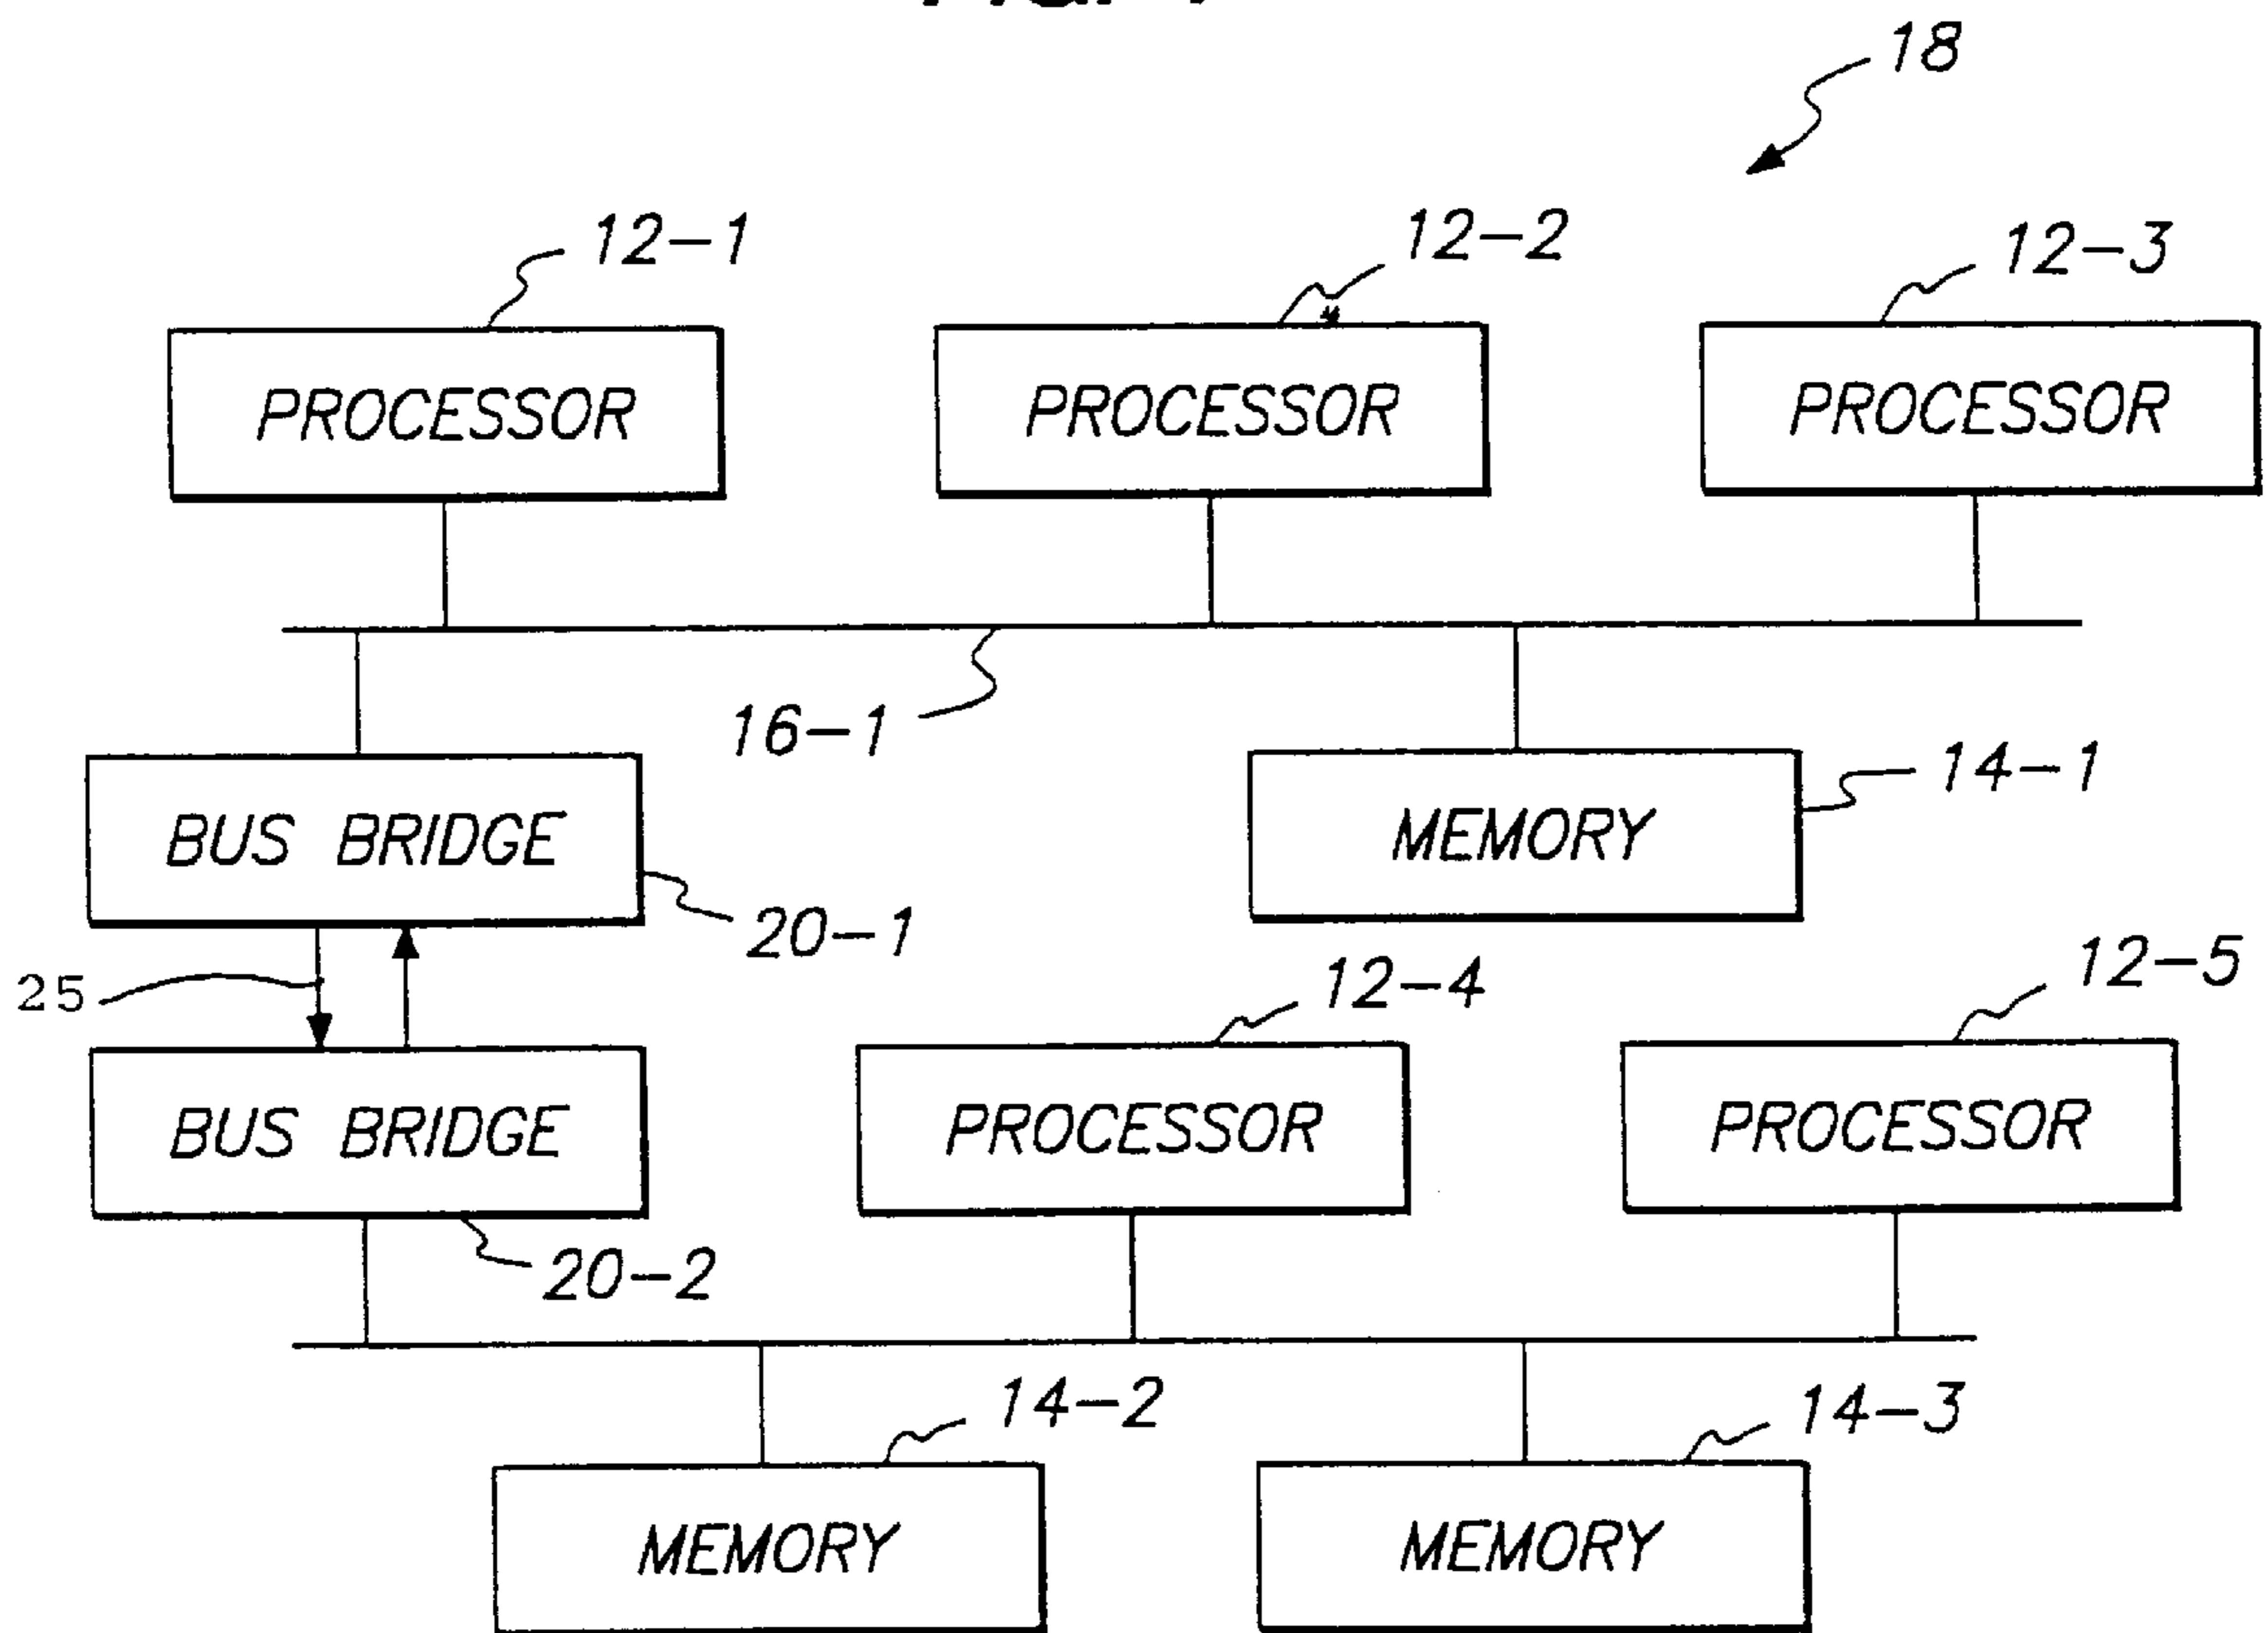 18
12-1
12-2
12-3
PROCESSOR
PROCESSOR
PROCESSOR
16-1
14-1
BUS BRIDGE
MEMORY
20-1
25
12-4
12-5
BUS BRIDGE
PROCESSOR
PROCESSOR
20-2
14-2
14-3
MEMORY
MEMORY